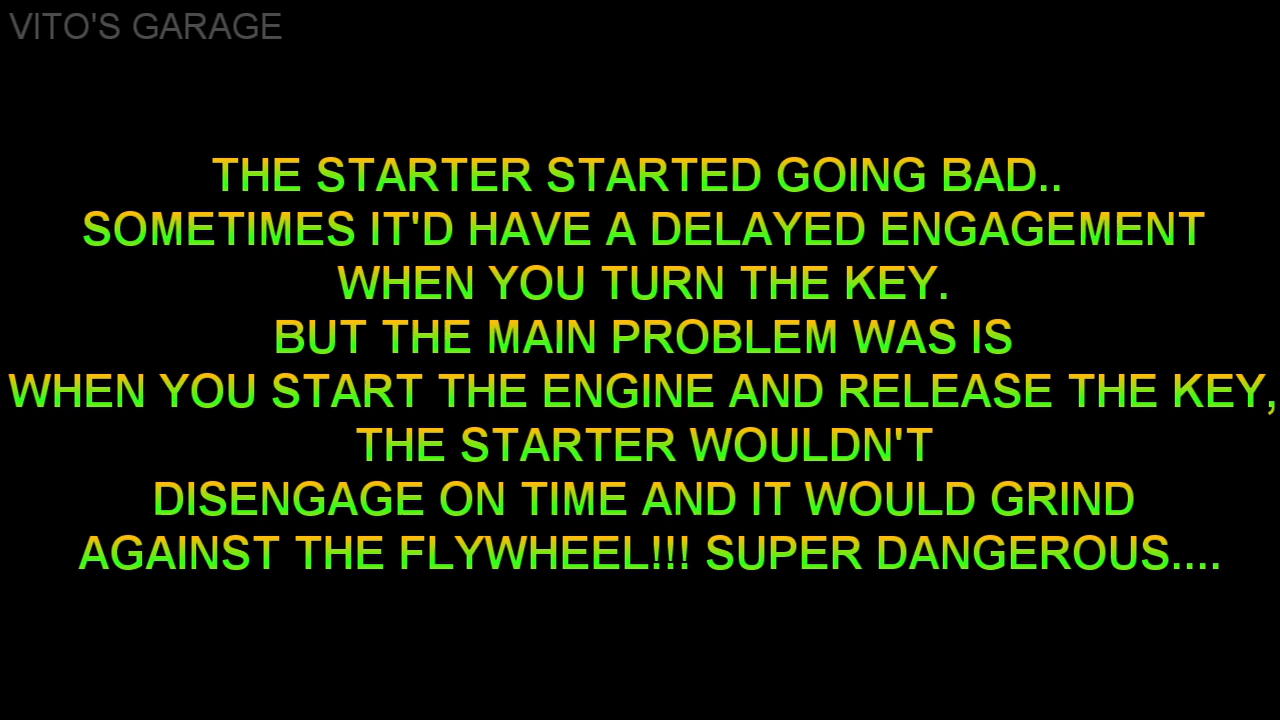 VITO'S GARAGE
THE STARTER STARTED GOING BAD..
SOMETIMES IT'D HAVE A DELAYED ENGAGEMENT
WHEN YOU TURN THE KEY.
BUT THE MAIN PROBLEM WAS IS
WHEN YOU START THE ENGINE AND RELEASE THE KEY,
THE STARTER WOULDN'T
DISENGAGE ON TIME AND IT WOULD GRIND
AGAINST THE FLYWHEEL!!! SUPER DANGEROUS....